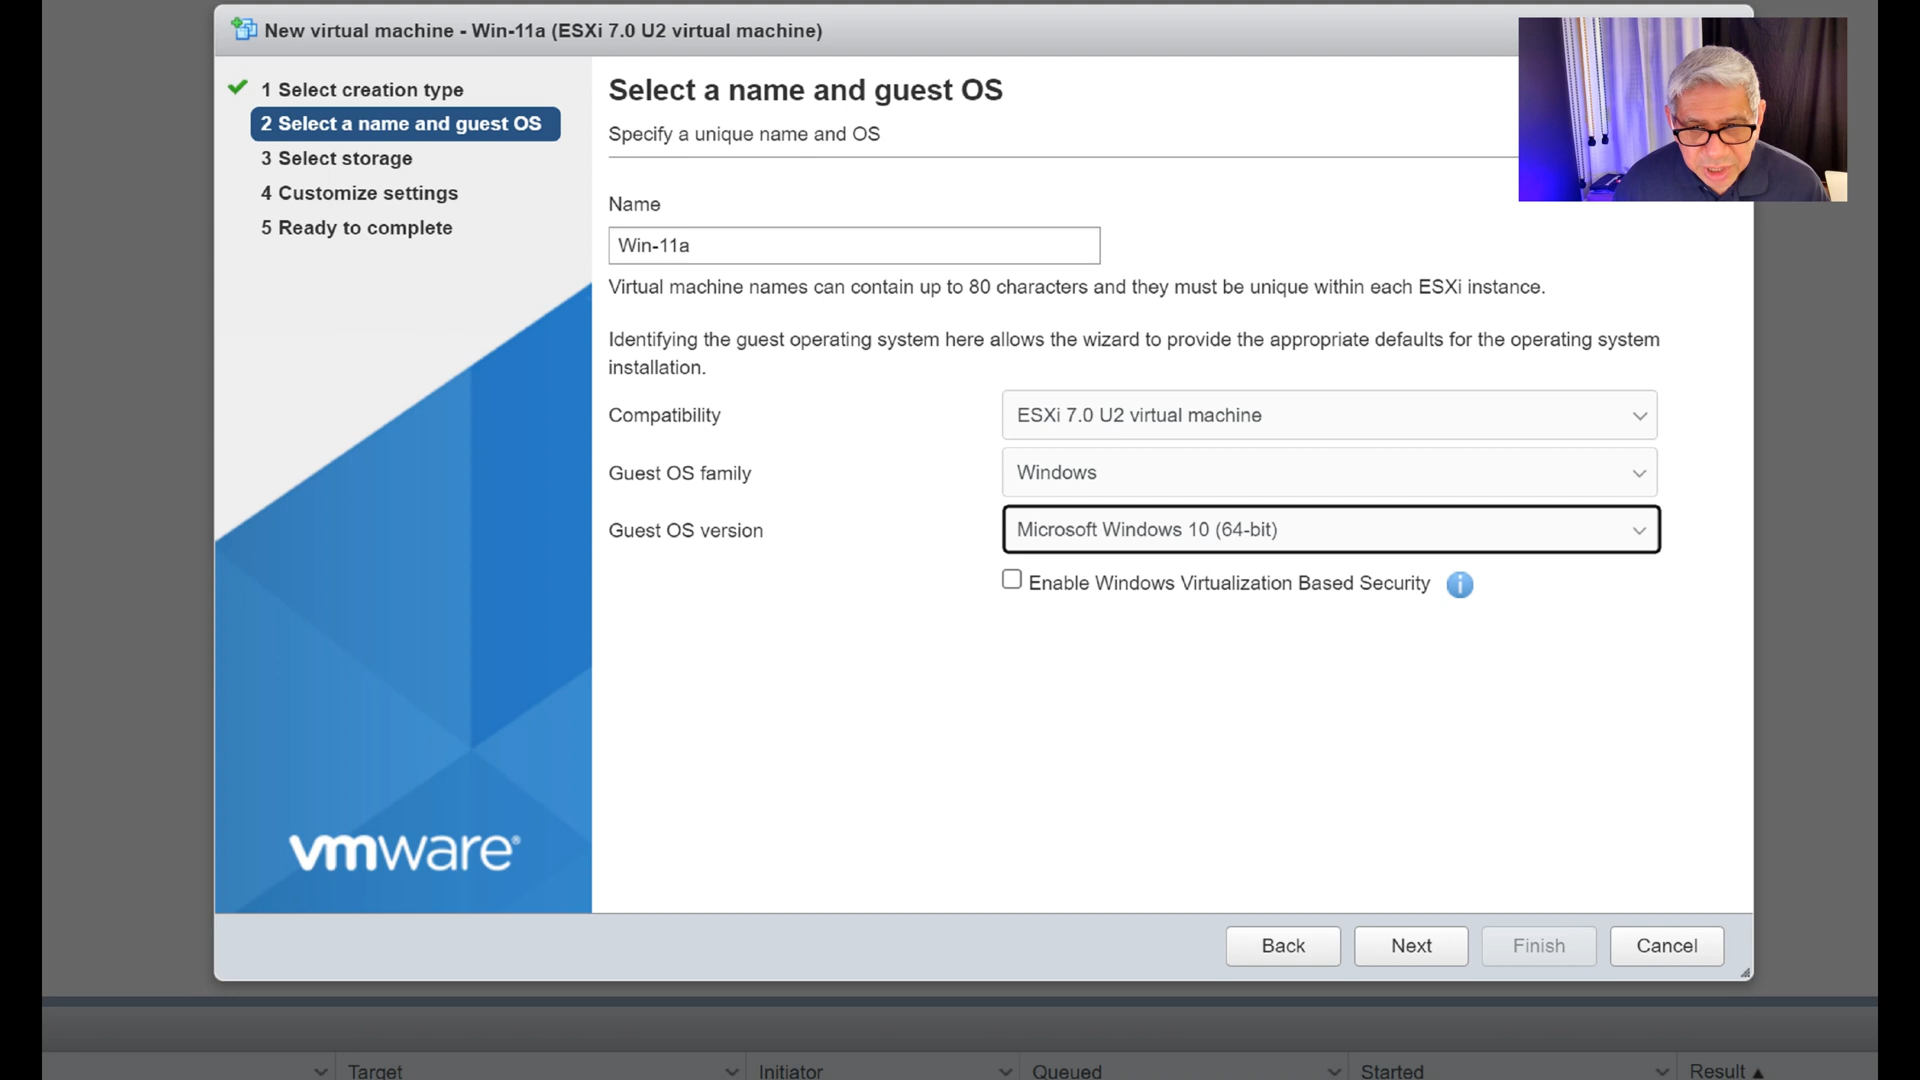 New virtual machine - Win-11a (ESXi 7.0 U2 virtual machine)
1 Select creation type
2 Select a name and guest OS
3 Select storage
4 Customize settings
5 Ready to complete
vmware®
Select a name and guest OS
Specify a unique name and OS
Name
Win-11a
Virtual machine names can contain up to 80 characters and they must be unique within each ESXi instance.
Identifying the guest operating system here allows the wizard to provide the appropriate defaults for the operating system
installation.
Compatibility
ESXi 7.0 U2 virtual machine
Guest OS family
Windows
Guest OS version
Microsoft Windows 10 (64-bit)
Enable Windows Virtualization Based Security
Back
Next
Finish
Cancel
Target
Initiator
Queued
Started
Result ▲